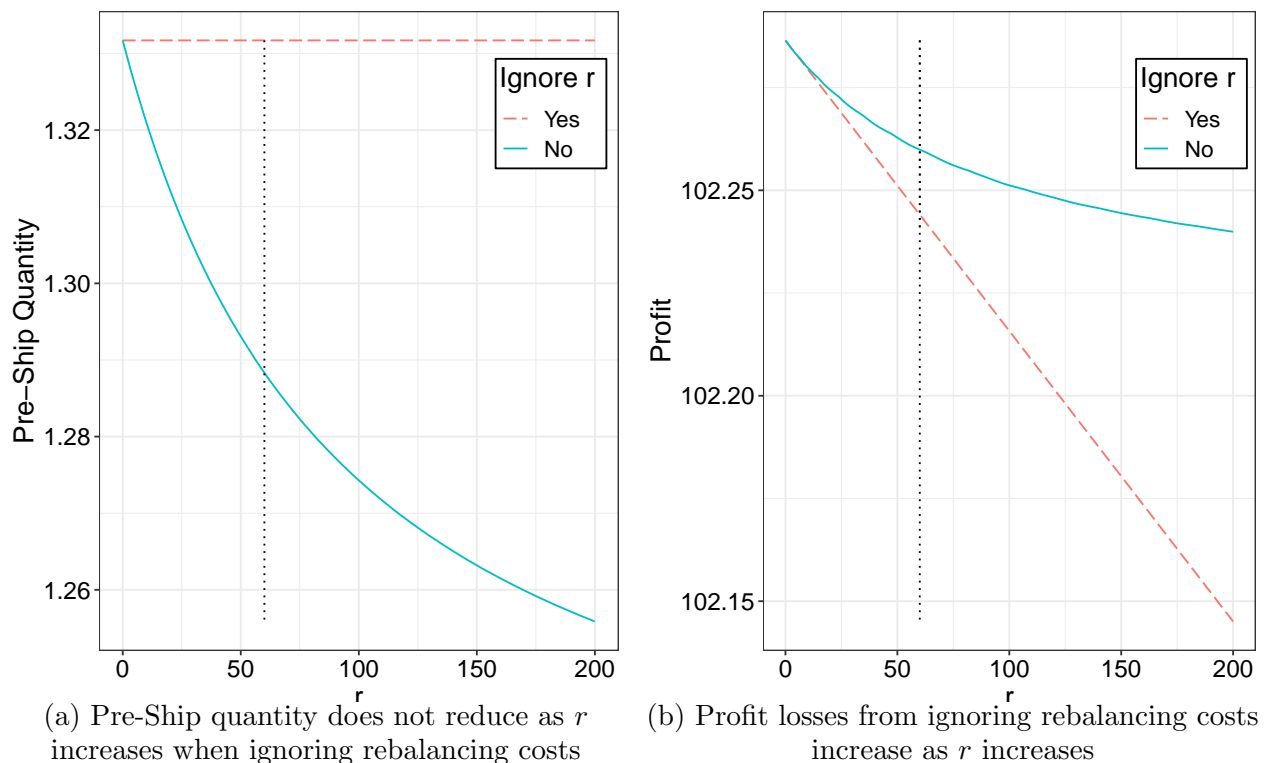 Pre−Ship Quantity
1.32
1.30
1.28
1.26
0 50 100 150 200
r
Ignore r
Yes
No
(a) Pre-Ship quantity does not reduce as r
increases when ignoring rebalancing costs
Profit
102.25
102.20
102.15
0 50 100 150 200
r
Ignore r
Yes
No
(b) Profit losses from ignoring rebalancing costs
increase as r increases